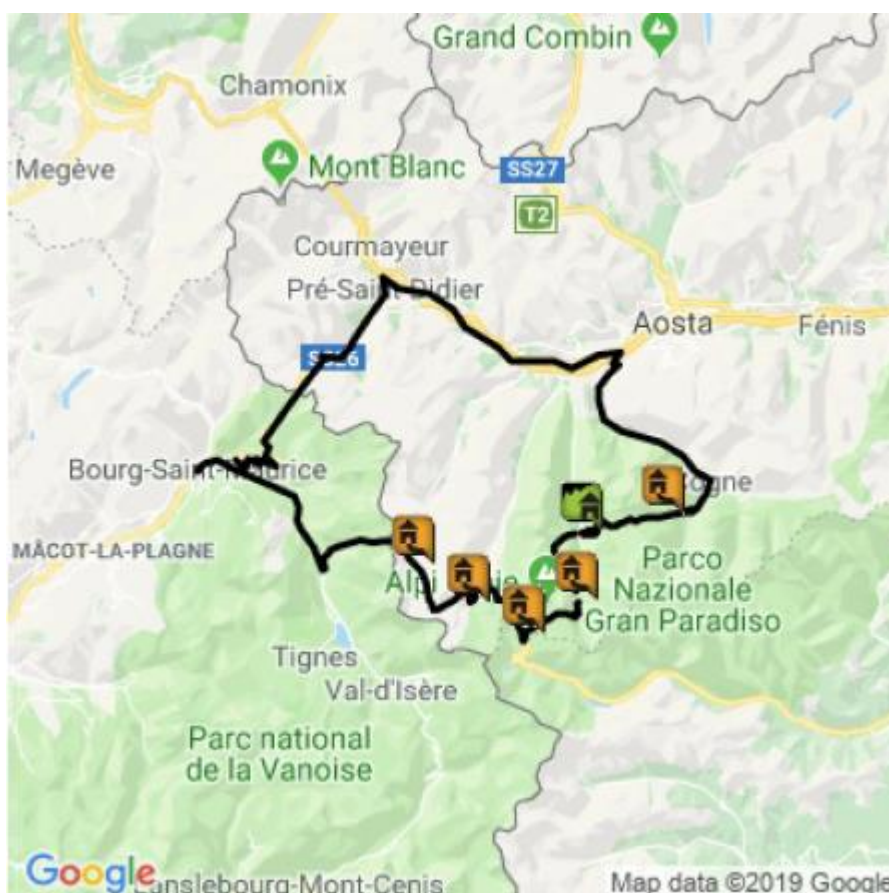 Grand Combin
Chamonix
Megève
Mont Blanc
SS27
T2
Courmayeur
Pré-Saint-Didier
Aosta
Fénis
SS26
Bourg-Saint-Maurice
MÂCOT-LA-PLAGNE
Parco
Nazionale
Gran Paradiso
Tignes
Val-d'Isère
Parc national
de la Vanoise
Google
Map data ©2019 Google